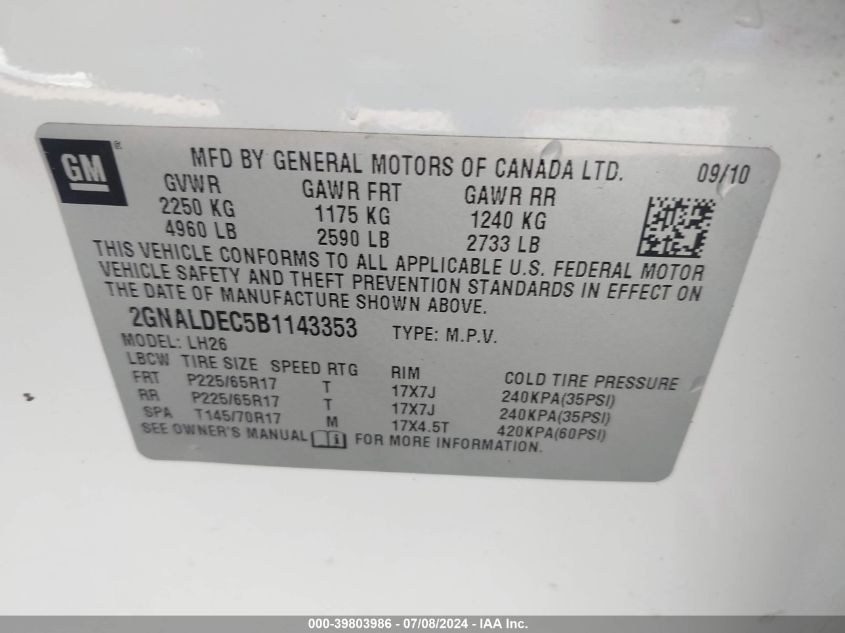 GM ®
MFD BY GENERAL MOTORS OF CANADA LTD. 09/10
GVWR GAWR FRT GAWR RR
2250 KG 1175 KG 1240 KG
4960 LB 2590 LB 2733 LB
THIS VEHICLE CONFORMS TO ALL APPLICABLE U.S. FEDERAL MOTOR
VEHICLE SAFETY AND THEFT PREVENTION STANDARDS IN EFFECT ON
THE DATE OF MANUFACTURE SHOWN ABOVE.
2GNALDEC5B1143353 TYPE: M.P.V.
MODEL: LH26
LBCW TIRE SIZE SPEED RTG RIM COLD TIRE PRESSURE
FRT P225/65R17 T 17X7J 240KPA(35PSI)
RR P225/65R17 T 17X7J 240KPA(35PSI)
SPA T145/70R17 M 17X4.5T 420KPA(60PSI)
SEE OWNER'S MANUAL i FOR MORE INFORMATION.
000-39803986 - 07/08/2024 - IAA Inc.